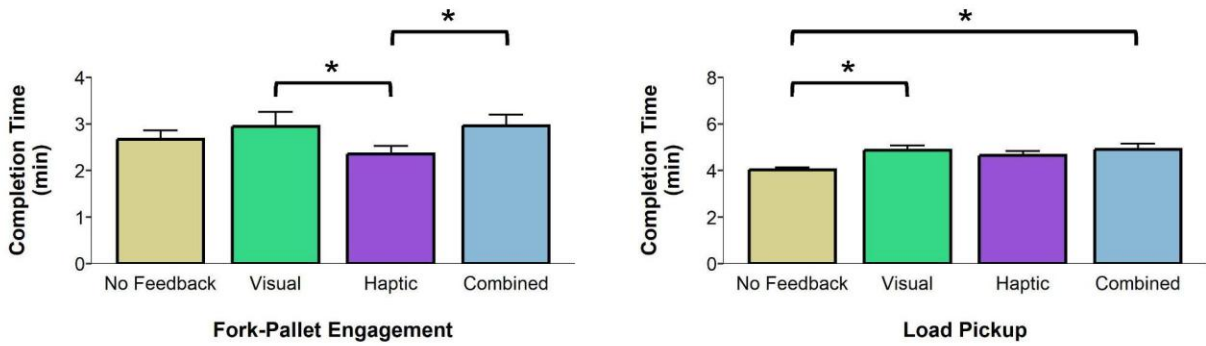 *
*
Completion Time
(min)
4
3
2
1
0
No Feedback Visual Haptic Combined
Fork-Pallet Engagement
*
*
Completion Time
(min)
8
6
4
2
0
No Feedback Visual Haptic Combined
Load Pickup